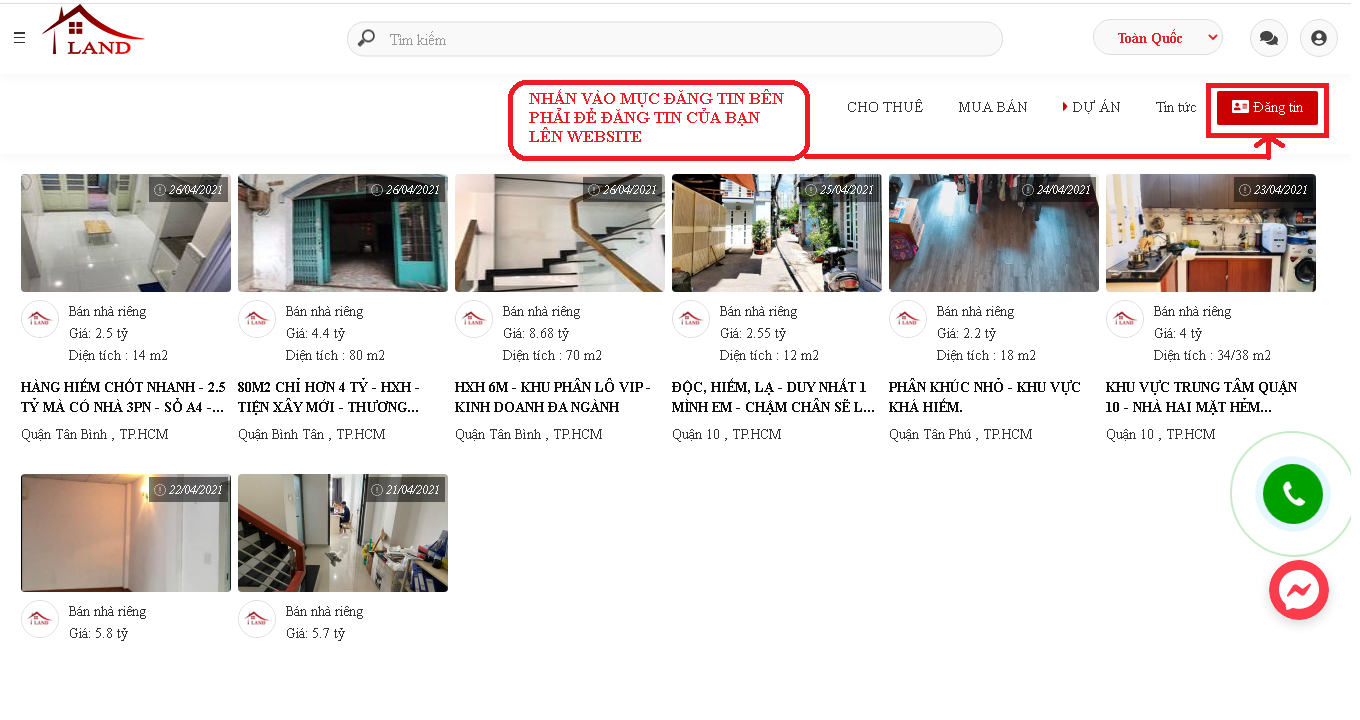 LAND
Tìm kiếm
Toàn Quốc
NHẤN VÀO MỤC ĐĂNG TIN BÊN
PHẢI ĐỂ ĐĂNG TIN CỦA BẠN
LÊN WEBSITE
CHO THUÊ
MUA BÁN
DỰ ÁN
Tin tức
Đăng tin
26/04/2021
26/04/2021
26/04/2021
25/04/2021
24/04/2021
23/04/2021
Bán nhà riêng
Giá: 2.5 tỷ
Diện tích : 14 m2
HÀNG HIẾM CHỐT NHANH - 2.5
TỶ MÀ CÓ NHÀ 3PN - SỔ A4 -...
Quận Tân Bình , TP.HCM
Bán nhà riêng
Giá: 4.4 tỷ
Diện tích : 80 m2
80M2 CHỈ HƠN 4 TỶ - HXH -
TIỆN XÂY MỚI - THƯƠNG...
Quận Bình Tân , TP.HCM
Bán nhà riêng
Giá: 8.68 tỷ
Diện tích : 70 m2
HXH 6M - KHU PHÂN LÔ VIP -
KINH DOANH ĐA NGÀNH
Quận Tân Bình , TP.HCM
Bán nhà riêng
Giá: 2.55 tỷ
Diện tích : 12 m2
ĐỘC, HIẾM, LẠ - DUY NHẤT 1
MÌNH EM - CHẬM CHÂN SẼ L...
Quận 10 , TP.HCM
Bán nhà riêng
Giá: 2.2 tỷ
Diện tích : 18 m2
PHÂN KHÚC NHỎ - KHU VỰC
KHÁ HIẾM.
Quận Tân Phú , TP.HCM
Bán nhà riêng
Giá: 4 tỷ
Diện tích : 34/38 m2
KHU VỰC TRUNG TÂM QUẬN
10 - NHÀ HAI MẶT HẺM...
Quận 10 , TP.HCM
22/04/2021
21/04/2021
Bán nhà riêng
Giá: 5.8 tỷ
Bán nhà riêng
Giá: 5.7 tỷ